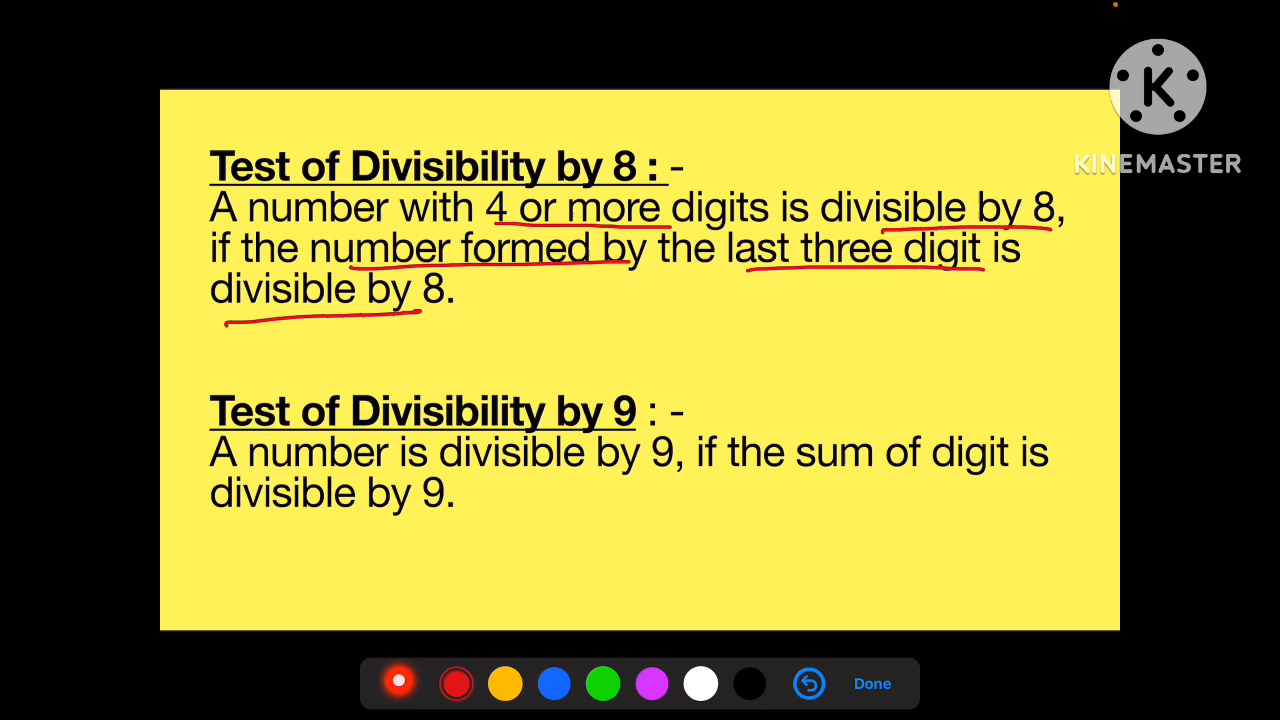 Test of Divisibility by 8 : -
A number with 4 or more digits is divisible by 8,
if the number formed by the last three digit is
divisible by 8.
Test of Divisibility by 9 : -
A number is divisible by 9, if the sum of digit is
divisible by 9.
K
KINEMASTER
Done